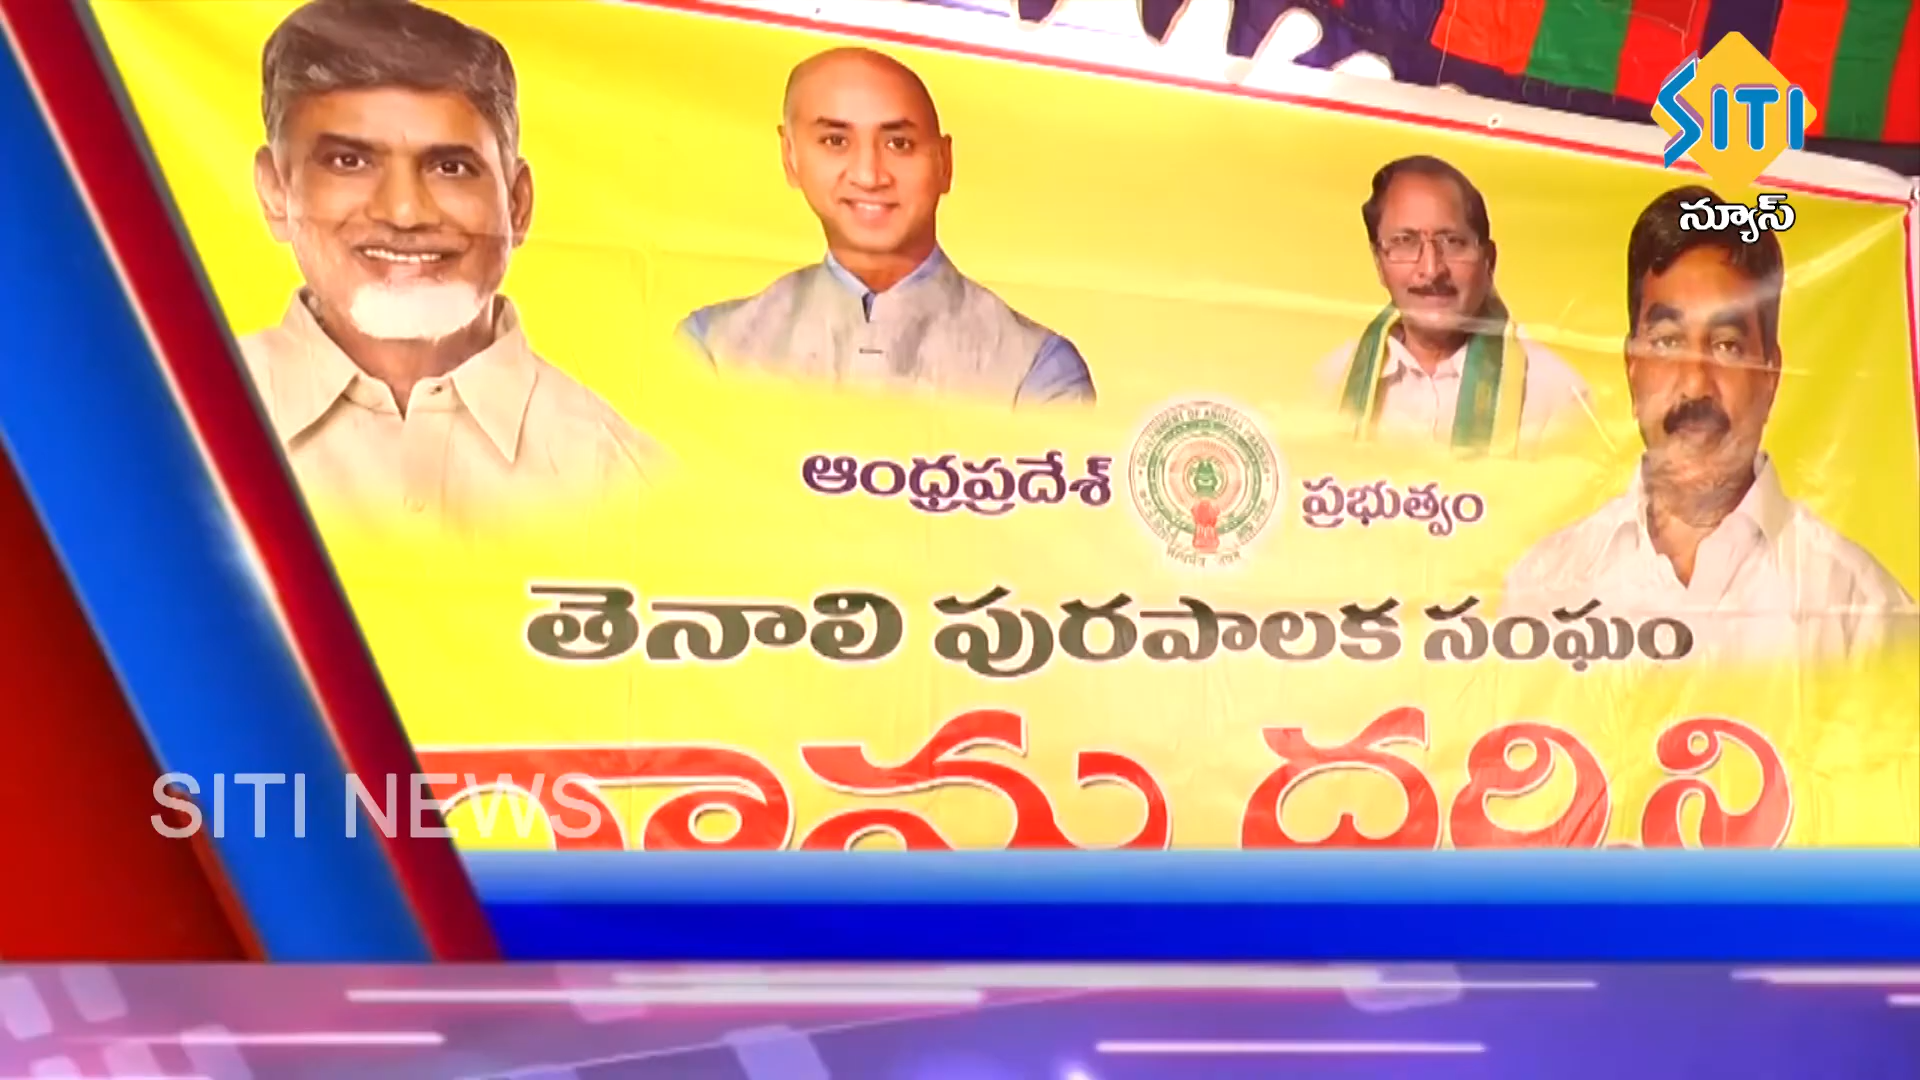 SITI
న్యూస్
ఆంధ్రప్రదేశ్ ప్రభుత్వం
తెనాలి పురపాలక సంఘం
SITI NEWS